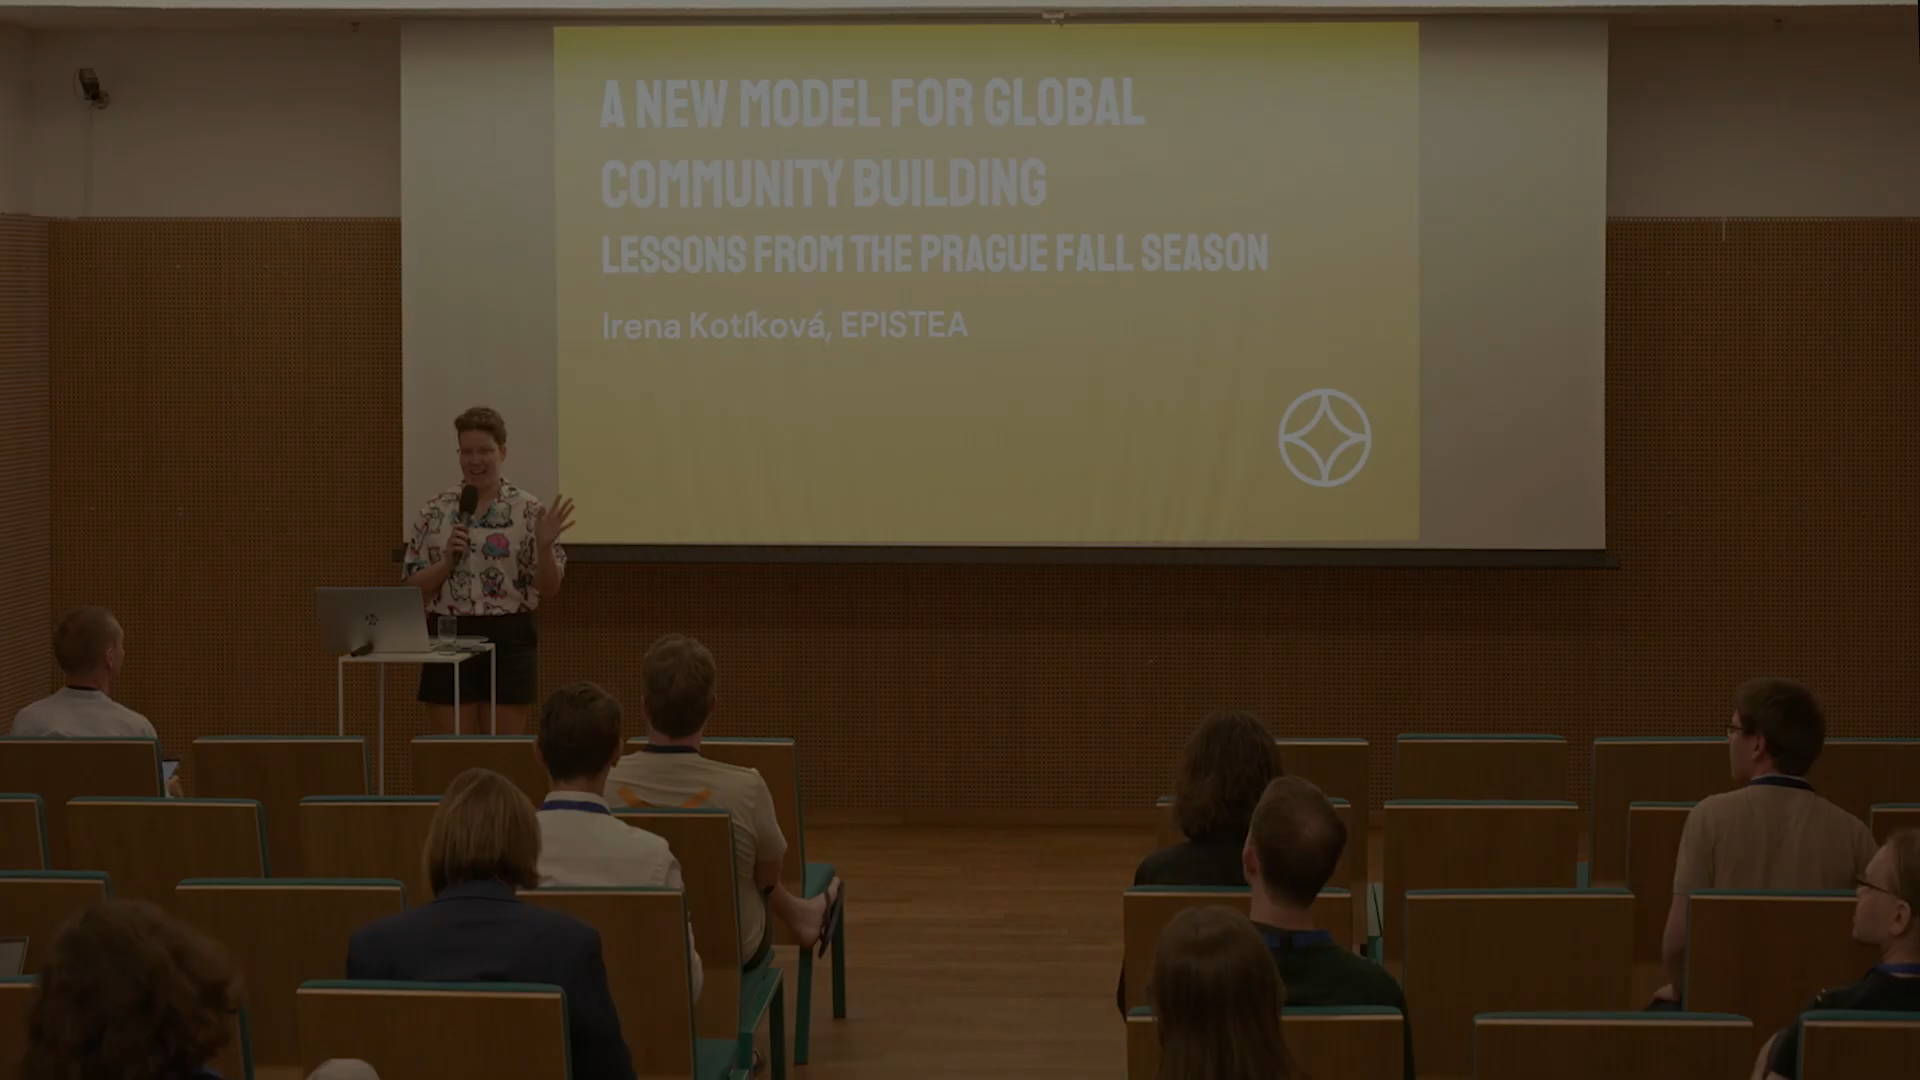 A NEW MODEL FOR GLOBAL
COMMUNITY BUILDING
LESSONS FROM THE PRAGUE FALL SEASON
Irena Kotíková, EPISTEA